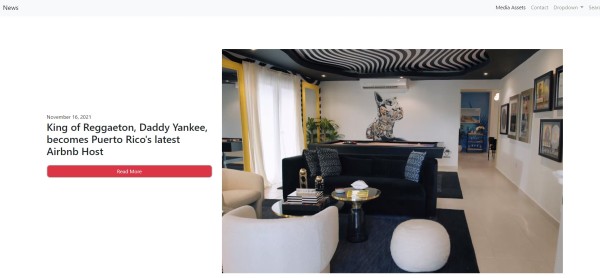 News
Media Assets Contact Dropdown
November 16, 2021
King of Reggaeton, Daddy Yankee,
becomes Puerto Rico's latest
Airbnb Host
Read More